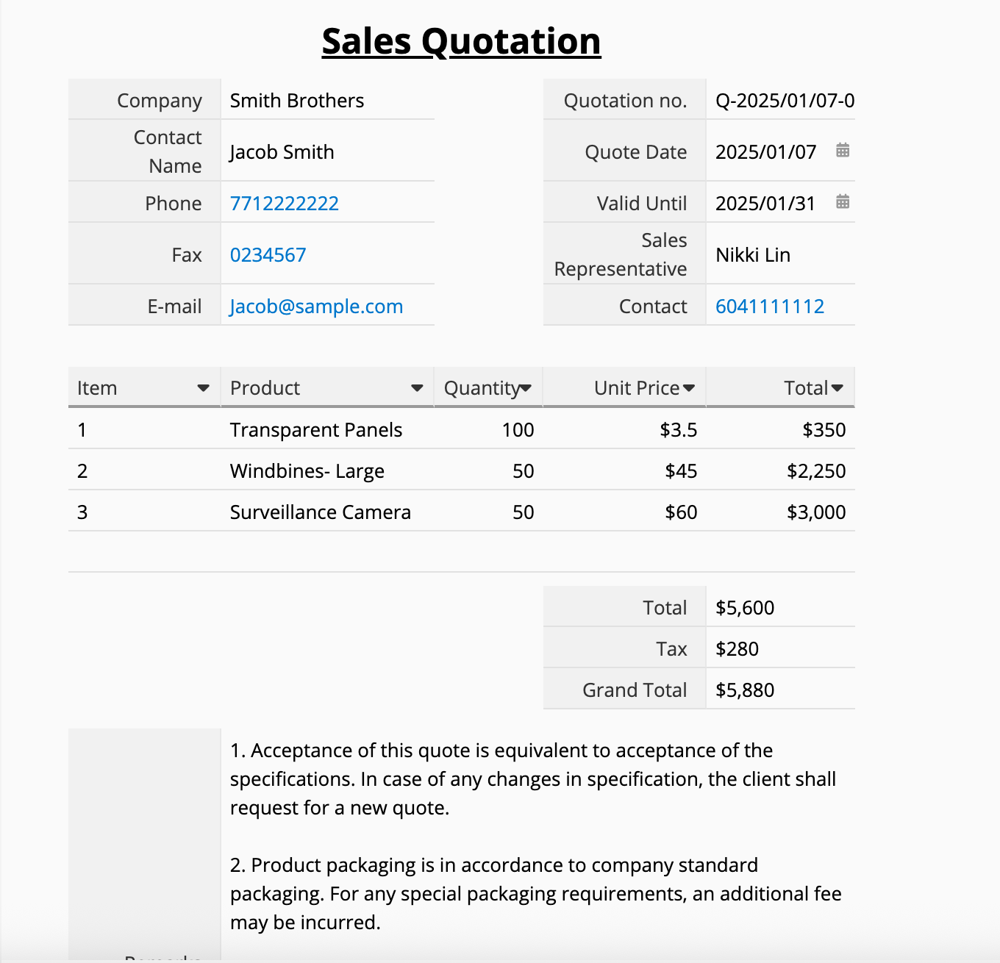 Sales Quotation
Company Smith Brothers Quotation no. Q-2025/01/07-0
Contact
Name
Jacob Smith Quote Date 2025/01/07
Phone 7712222222 Valid Until 2025/01/31
Fax 0234567
Sales
Representative
Nikki Lin
E-mail Jacob@sample.com Contact 6041111112
Item Product Quantity Unit Price Total
1 Transparent Panels 100 $3.5 $350
2 Windbines- Large 50 $45 $2,250
3 Surveillance Camera 50 $60 $3,000
Total $5,600
Tax $280
Grand Total $5,880
1. Acceptance of this quote is equivalent to acceptance of the
specifications. In case of any changes in specification, the client shall
request for a new quote.
2. Product packaging is in accordance to company standard
packaging. For any special packaging requirements, an additional fee
may be incurred.
Remarks